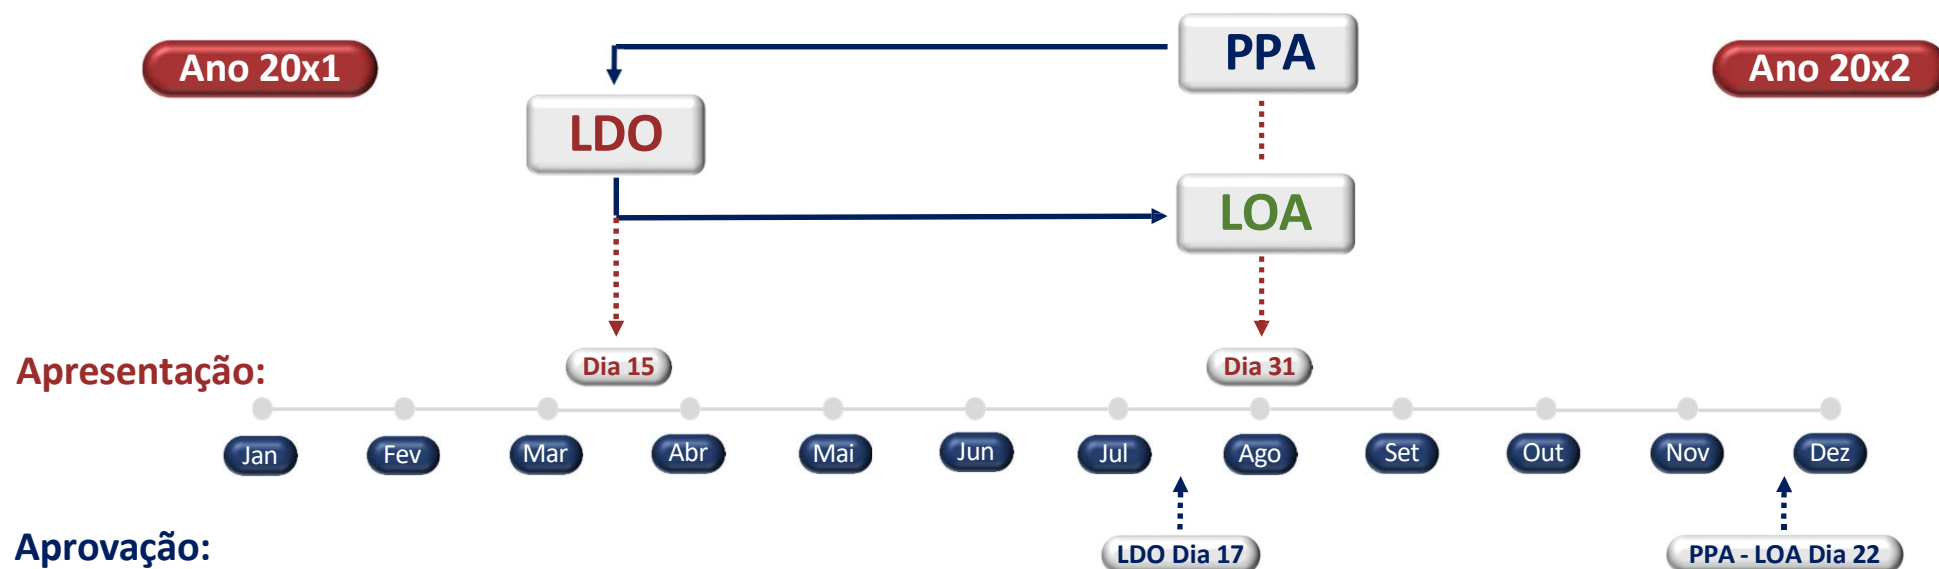 PPA
Ano 20x1
Ano 20x2
LDO
LOA
Apresentação:
Dia 15
Dia 31
Jan
Fev
Mar
Abr
Mai
Jun
Jul
Ago
Set
Out
Nov
Dez
Aprovação:
LDO Dia 17
PPA - LOA Dia 22